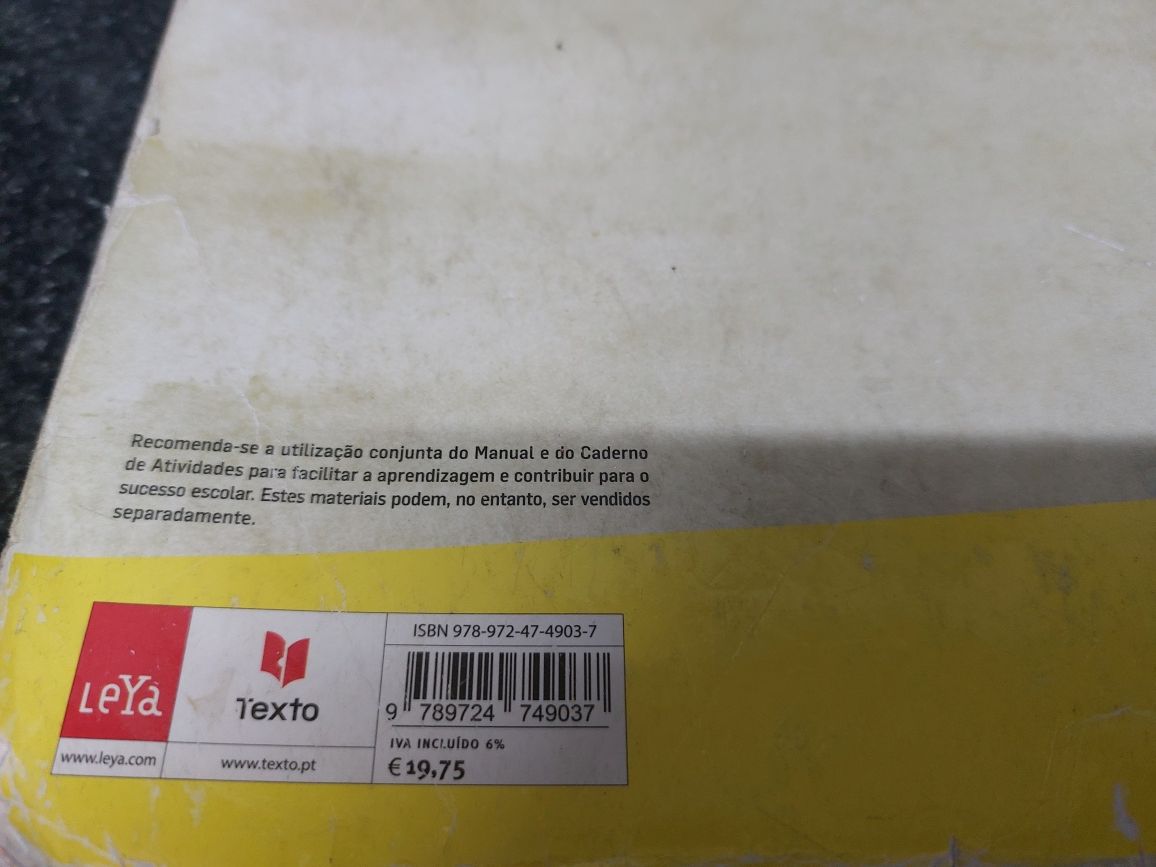 Recomenda-se a utilização conjunta do Manual e do Caderno
de Atividades para facilitar a aprendizagem e contribuir para o
sucesso escolar. Estes materiais podem, no entanto, ser vendidos
separadamente.
LeYa
www.leya.com
Texto
www.texto.pt
ISBN 978-972-47-4903-7
9 789724 749037
IVA INCLUÍDO 6%
€ 19,75